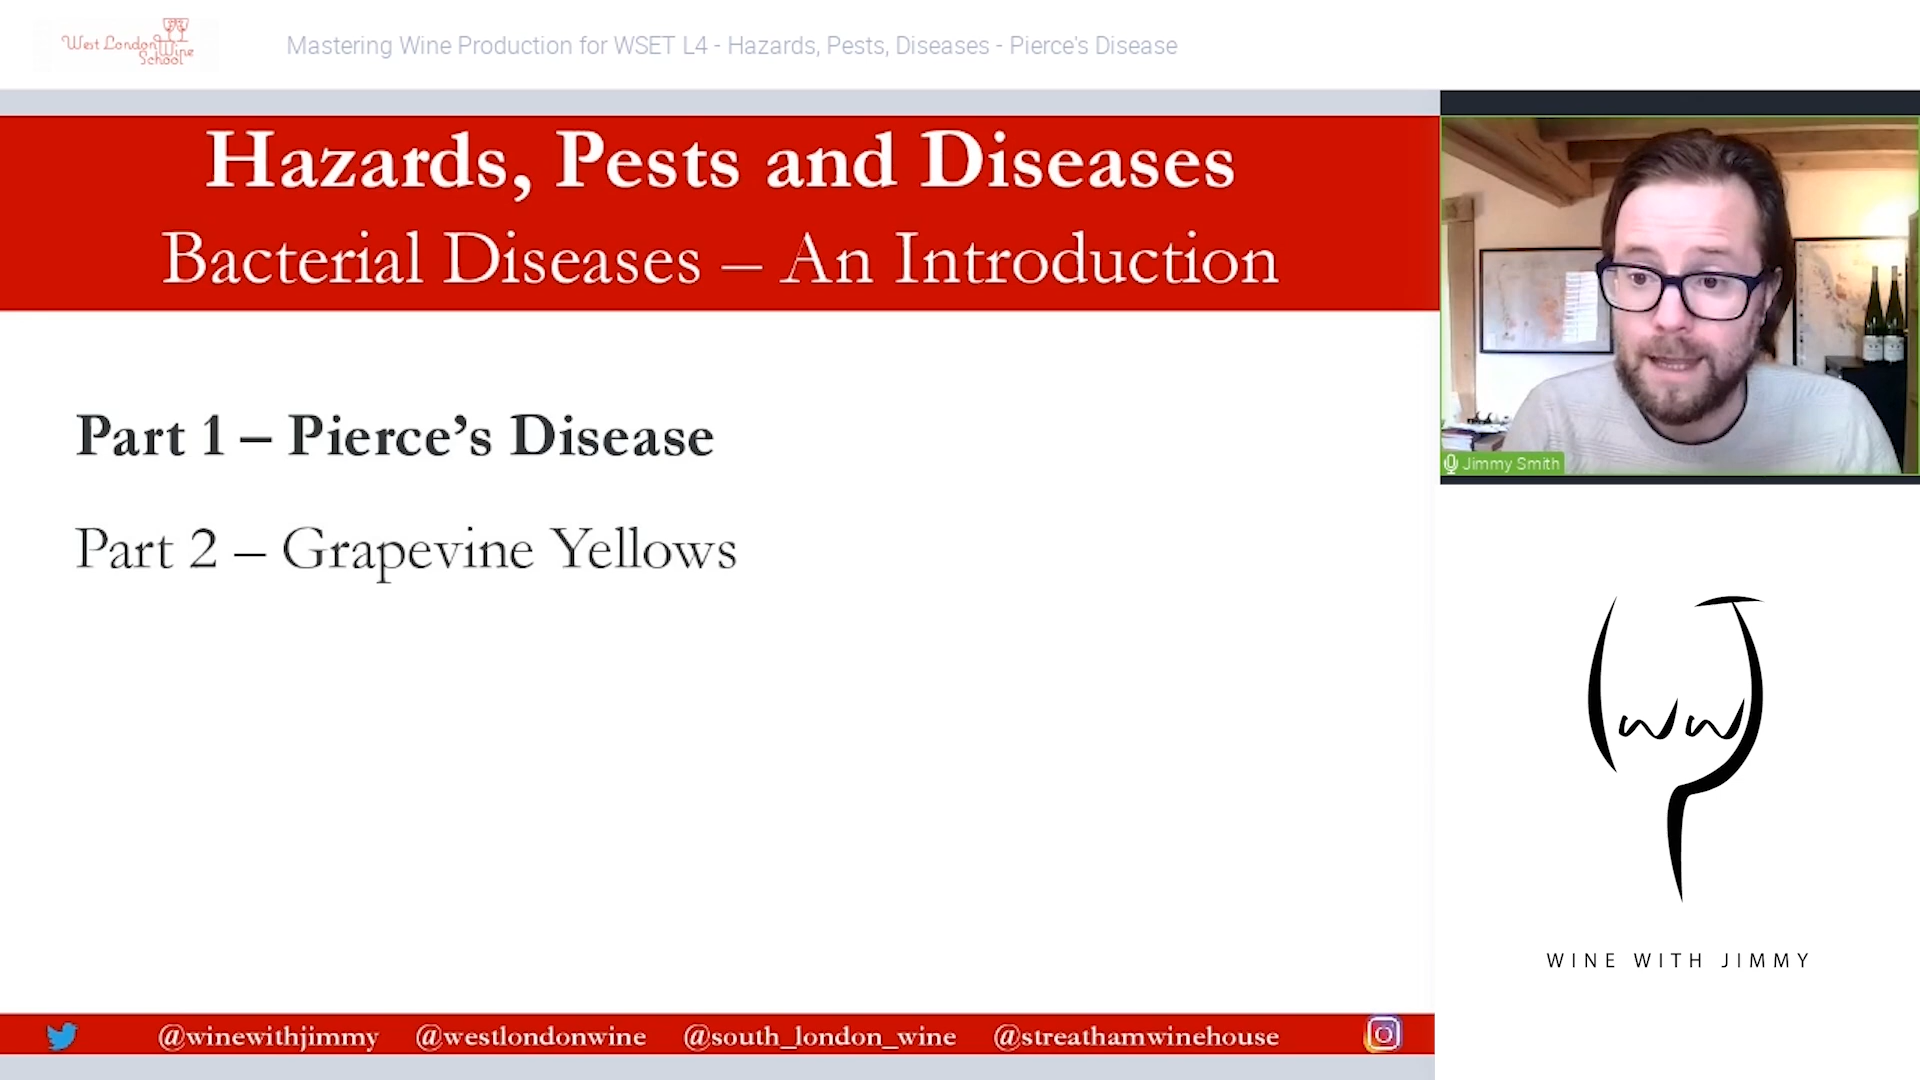 West London Wine School
Mastering Wine Production for WSET L4 - Hazards, Pests, Diseases - Pierce's Disease
Hazards, Pests and Diseases
Bacterial Diseases – An Introduction
Part 1 – Pierce’s Disease
Part 2 – Grapevine Yellows
Jimmy Smith
WINE WITH JIMMY
@winewithjimmy @westlondonwine @south_london_wine @streathamwinehouse